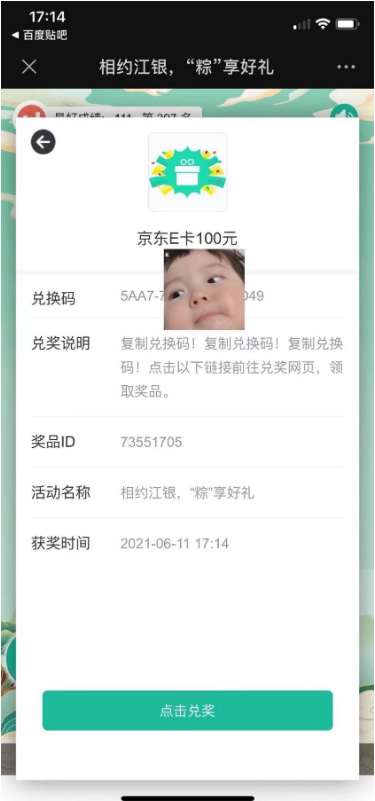 17:14
◀ 百度贴吧
相约江银，“粽”享好礼
最好成绩： 111 第 397 名
京东E卡100元
兑换码 5AA7-7 049
兑奖说明 复制兑换码！复制兑换码！复制兑换
码！点击以下链接前往兑奖网页，领
取奖品。
奖品ID 73551705
活动名称 相约江银，“粽”享好礼
获奖时间 2021-06-11 17:14
点击兑奖